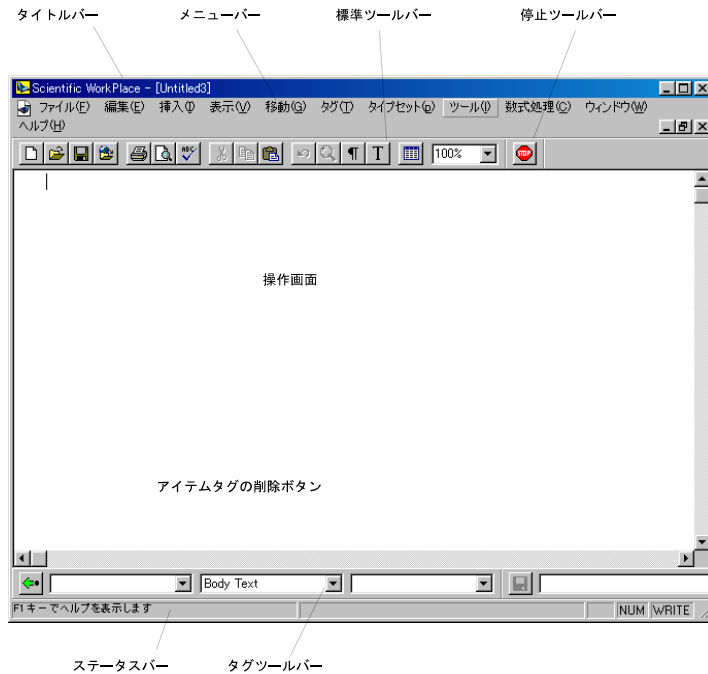 タイトルバー メニューバー 標準ツールバー 停止ツールバー
Scientific WorkPlace - [Untitled3]
ファイル(F) 編集(E) 挿入(I) 表示(V) 移動(G) タグ(T) タイプセット(p) ツール(l) 数式処理(C) ウィンドウ(W)
ヘルプ(H)
ABC T 100% STOP
操作画面
アイテムタグの削除ボタン
Body Text
F1 キーでヘルプを表示します NUM WRITE
ステータスバー タグツールバー